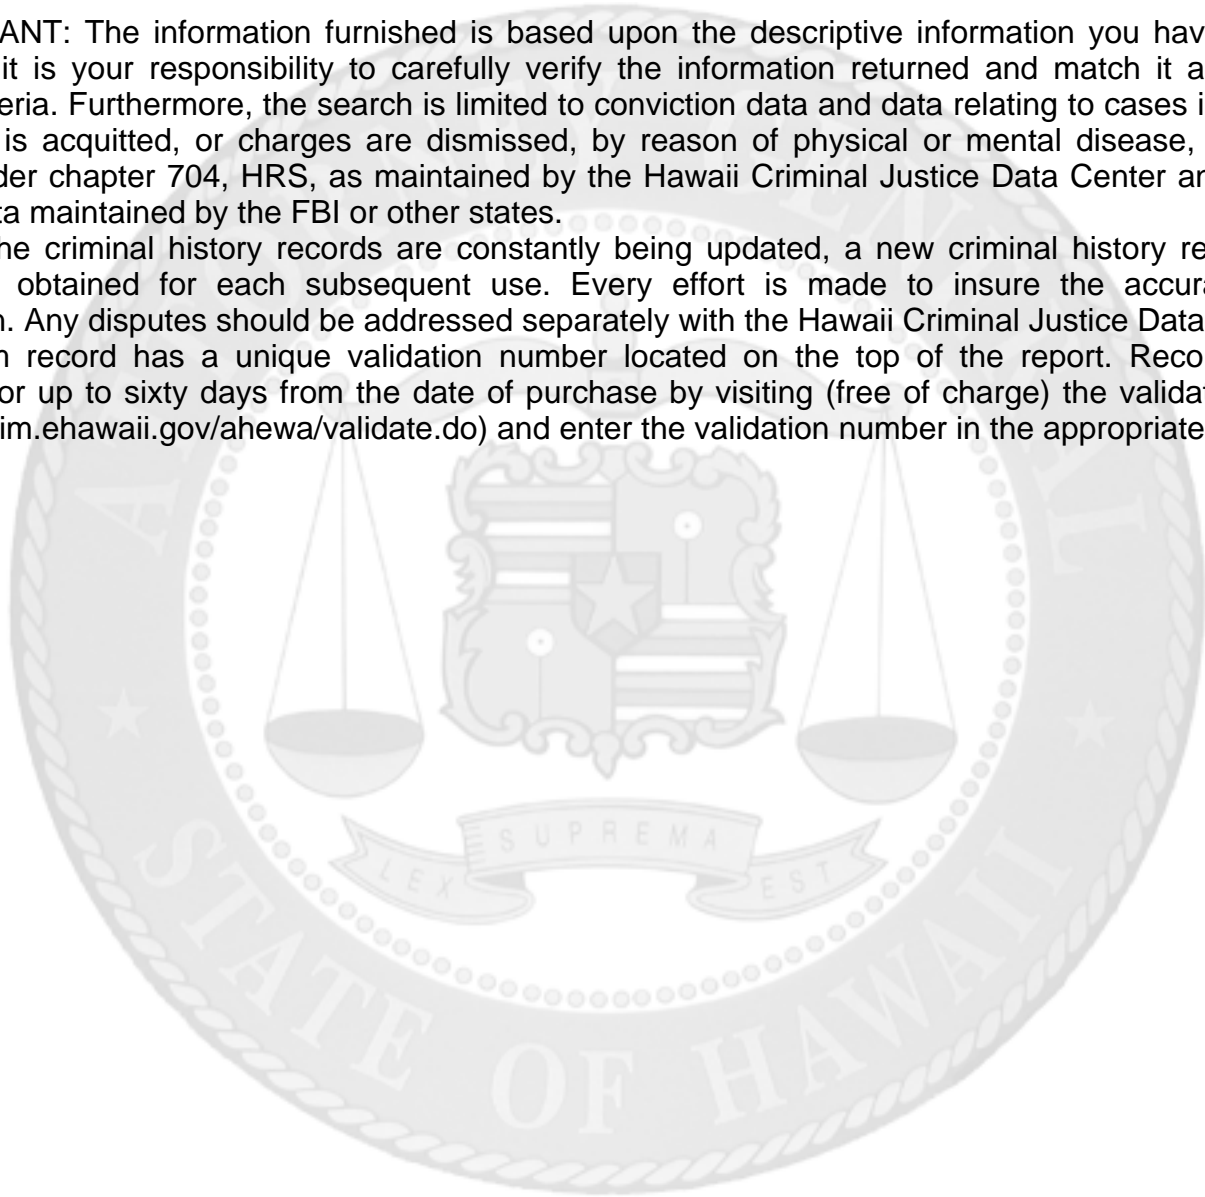 ANT: The information furnished is based upon the descriptive information you hav
it is your responsibility to carefully verify the information returned and match it a
eria. Furthermore, the search is limited to conviction data and data relating to cases i
is acquitted, or charges are dismissed, by reason of physical or mental disease,
der chapter 704, HRS, as maintained by the Hawaii Criminal Justice Data Center an
ta maintained by the FBI or other states.
he criminal history records are constantly being updated, a new criminal history re
obtained for each subsequent use. Every effort is made to insure the accura
n. Any disputes should be addressed separately with the Hawaii Criminal Justice Data
n record has a unique validation number located on the top of the report. Reco
or up to sixty days from the date of purchase by visiting (free of charge) the validat
im.ehawaii.gov/ahewa/validate.do) and enter the validation number in the appropriate
ATTORNEY GENERAL
LEX SUPREMA EST
STATE OF HAWAII